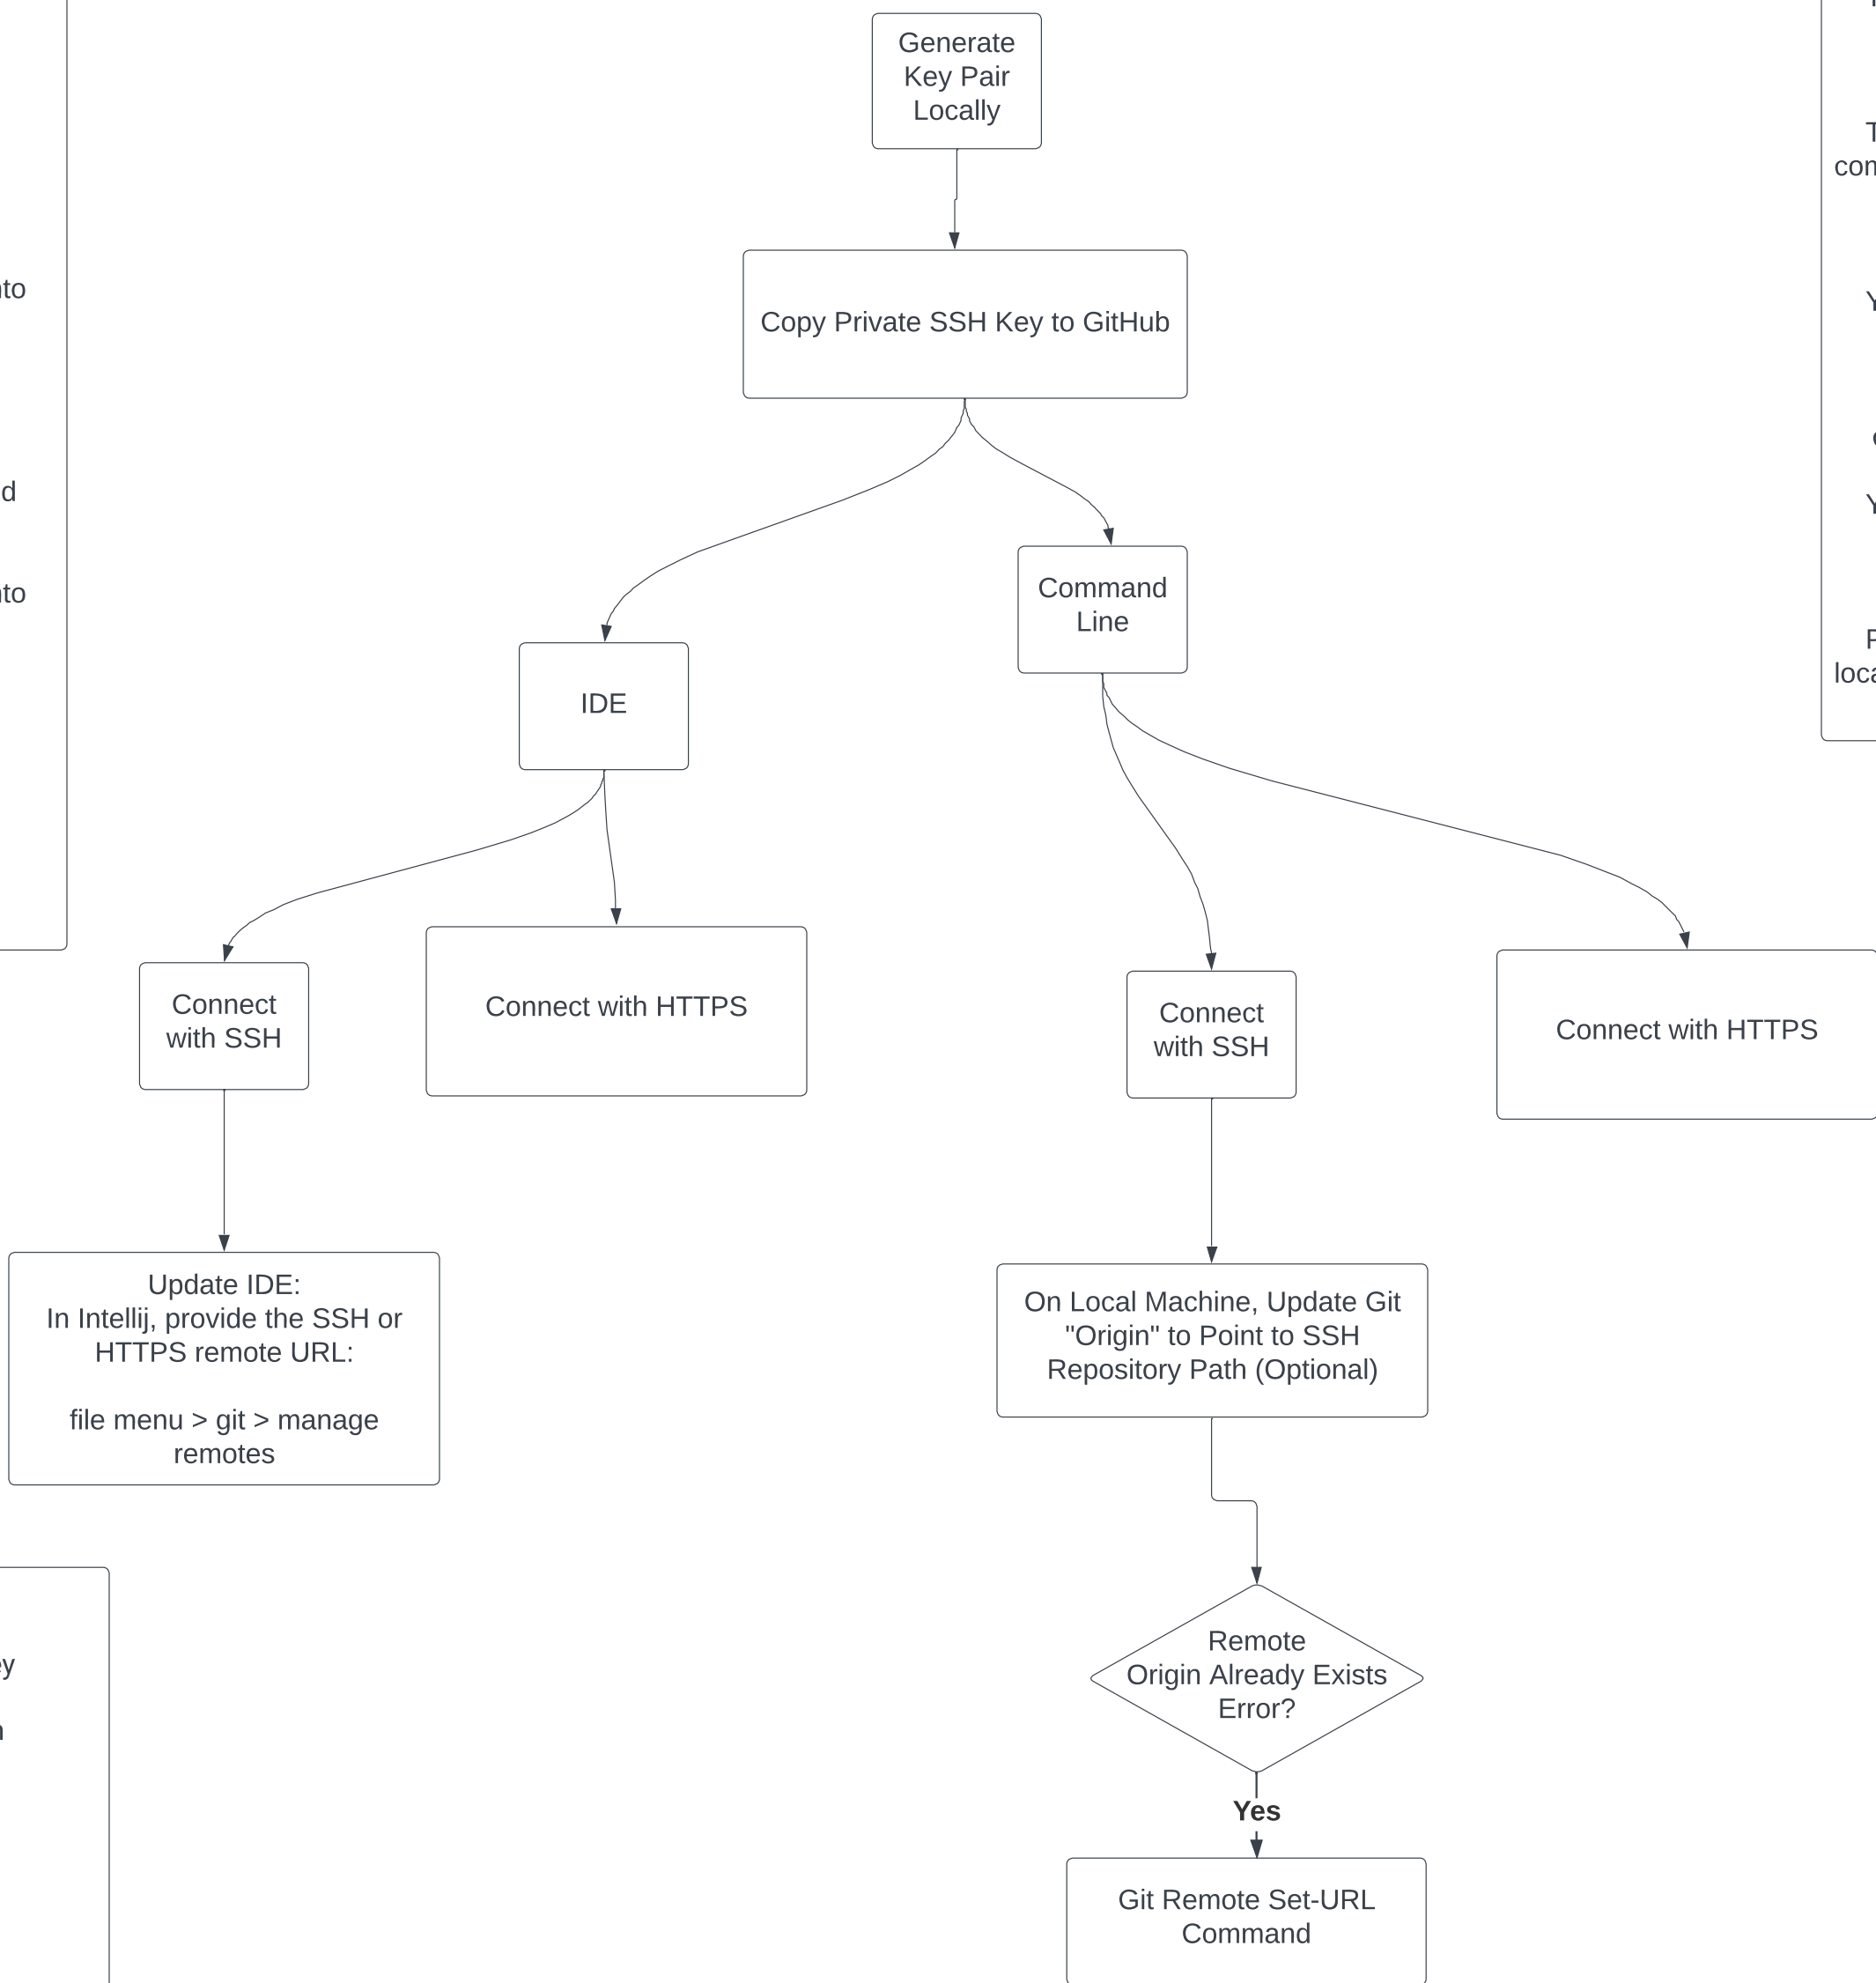 Generate
Key Pair
Locally
Copy Private SSH Key to GitHub
Command
Line
IDE
Connect
with SSH
Connect with HTTPS
Connect
with SSH
Connect with HTTPS
Update IDE:
In Intellij, provide the SSH or
HTTPS remote URL:
file menu > git > manage
remotes
On Local Machine, Update Git
"Origin" to Point to SSH
Repository Path (Optional)
Remote
Origin Already Exists
Error?
Yes
Git Remote Set-URL
Command